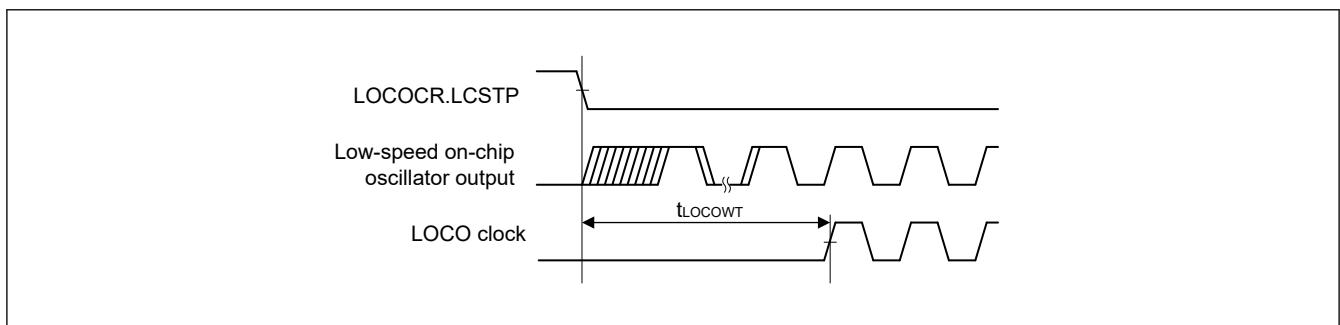 LOCOCR.LCSTP
Low-speed on-chip
oscillator output
tLOCOWT
LOCO clock